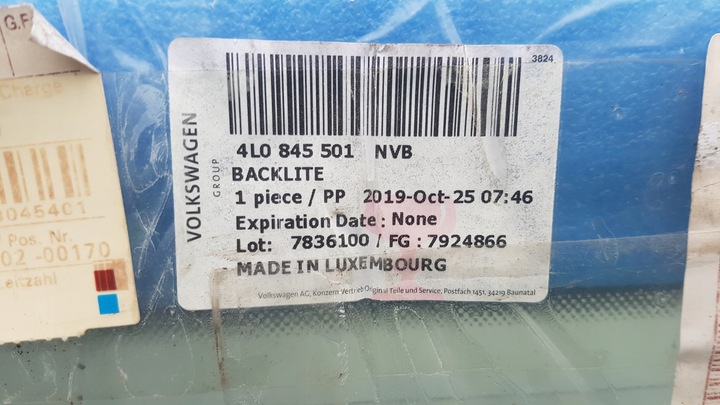 G.F
Charge
3045401
Pos. Nr.
02 -00170
Leitzahl
VOLKSWAGEN
GROUP
3824
4L0 845 501 NVB
BACKLITE
1 piece / PP 2019-Oct-25 07:46
Expiration Date : None
Lot: 7836100 / FG : 7924866
MADE IN LUXEMBOURG
Volkswagen AG, Konzern Vertrieb Original Teile und Service, Postfach 1451, 34219 Baunatal